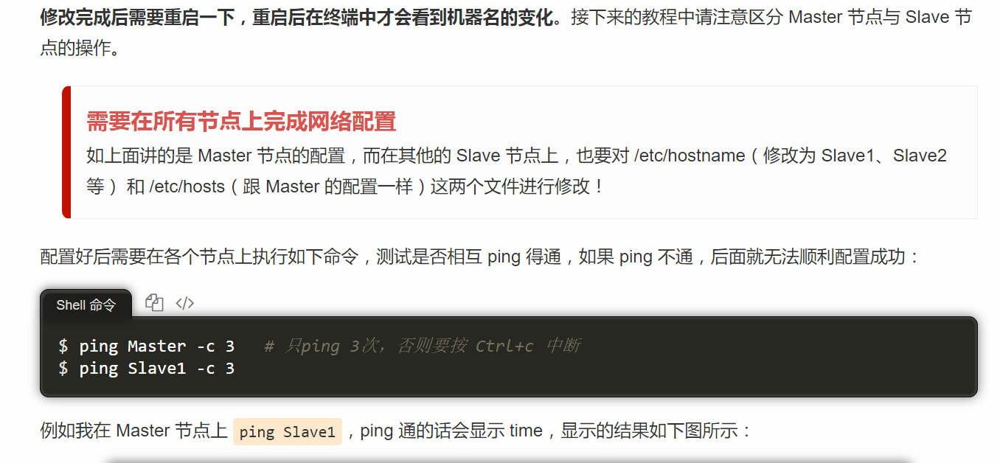 修改完成后需要重启一下，重启后在终端中才会看到机器名的变化。接下来的教程中请注意区分 Master 节点与 Slave 节
点的操作。
需要在所有节点上完成网络配置
如上面讲的是 Master 节点的配置，而在其他的 Slave 节点上，也要对 /etc/hostname（修改为 Slave1、Slave2
等）和 /etc/hosts（跟 Master 的配置一样）这两个文件进行修改！
配置好后需要在各个节点上执行如下命令，测试是否相互 ping 得通，如果 ping 不通，后面就无法顺利配置成功：
Shell 命令
$ ping Master -c 3   # 只ping 3次，否则要按 Ctrl+c 中断
$ ping Slave1 -c 3
例如我在 Master 节点上 ping Slave1，ping 通的话会显示 time，显示的结果如下图所示：